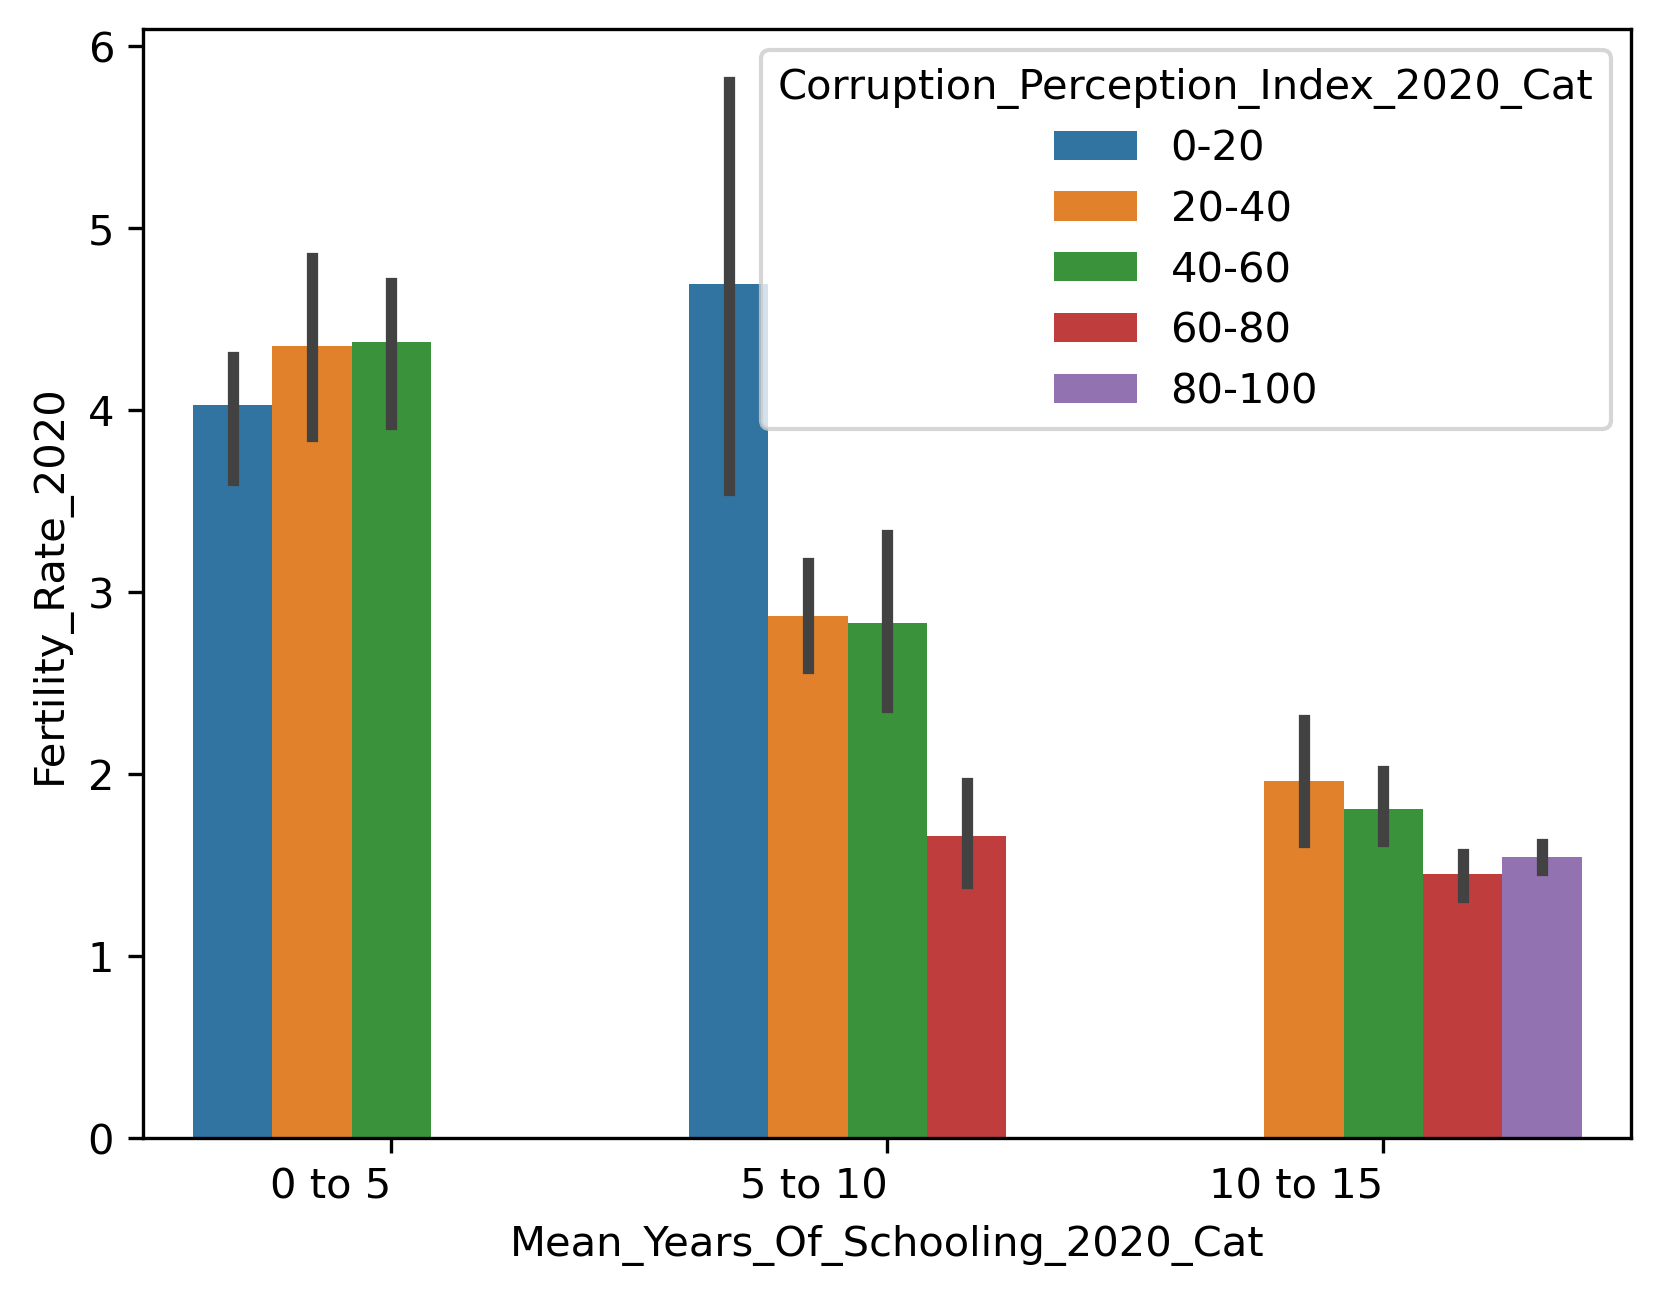 6
5
4
3
2
1
0
Fertility_Rate_2020
Corruption_Perception_Index_2020_Cat
0-20
20-40
40-60
60-80
80-100
0 to 5
5 to 10
10 to 15
Mean_Years_Of_Schooling_2020_Cat